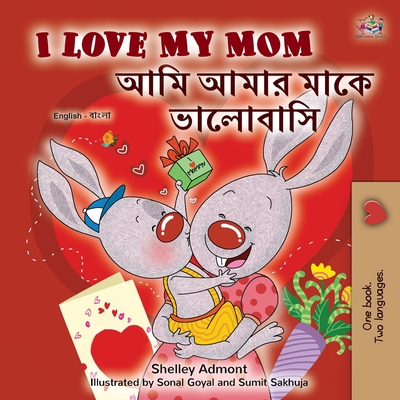 I LOVE MY MOM
আমি আমার মাকে
ভালোবাসি
English - বাংলা
One book.
Two languages.
Shelley Admont
Illustrated by Sonal Goyal and Sumit Sakhuja